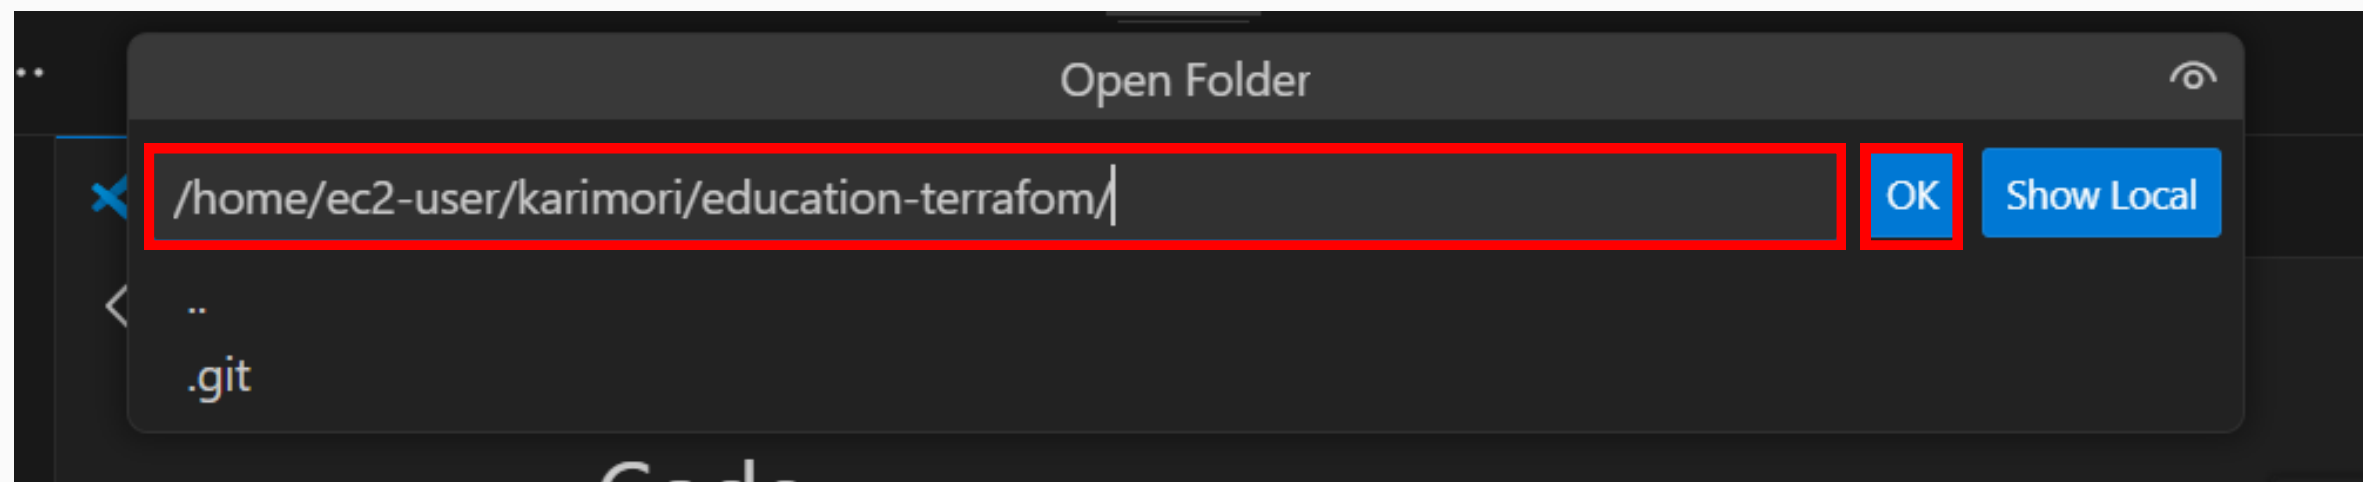 Open Folder
/home/ec2-user/karimori/education-terrafom/
OK
Show Local
..
.git